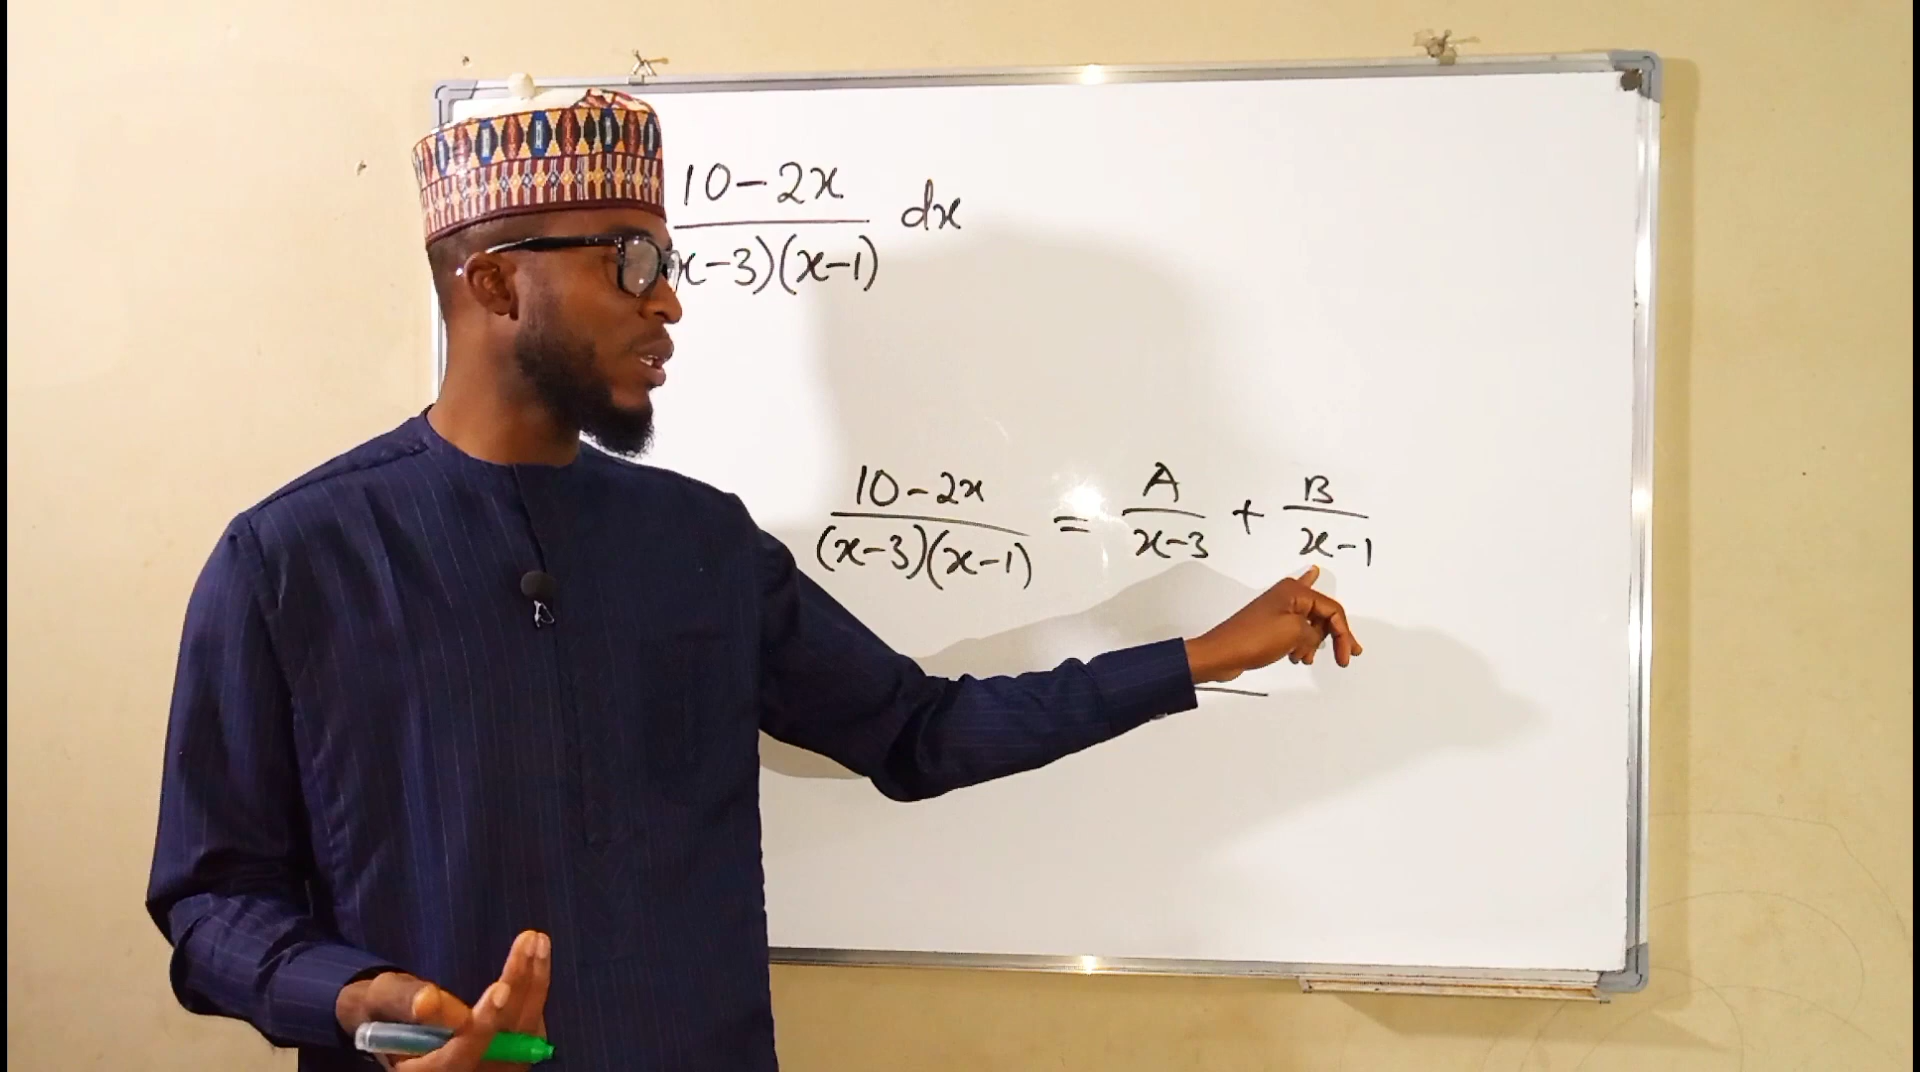 10-2x
x-3)(x-1) dx
10-2x
(x-3)(x-1) = A
x-3 + B
x-1